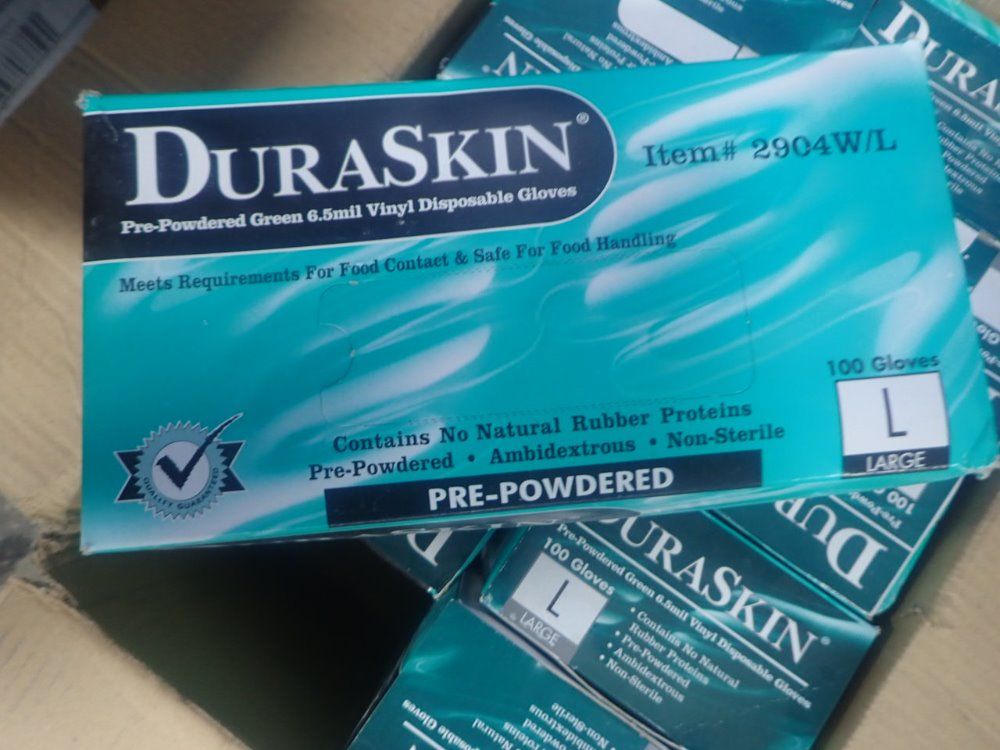 DURASKIN®
Pre-Powdered Green 6.5mil Vinyl Disposable Gloves
Item# 2904W/L
Meets Requirements For Food Contact & Safe For Food Handling
100 Gloves
L
LARGE
Contains No Natural Rubber Proteins
Pre-Powdered • Ambidextrous • Non-Sterile
PRE-POWDERED
QUALITY GUARANTEED
DURASKIN®
Pre-Powdered Green 6.5mil Vinyl Disposable Gloves
100 Gloves
L
LARGE
• Contains No Natural
Rubber Proteins
• Pre-Powdered
• Ambidextrous
• Non-Sterile